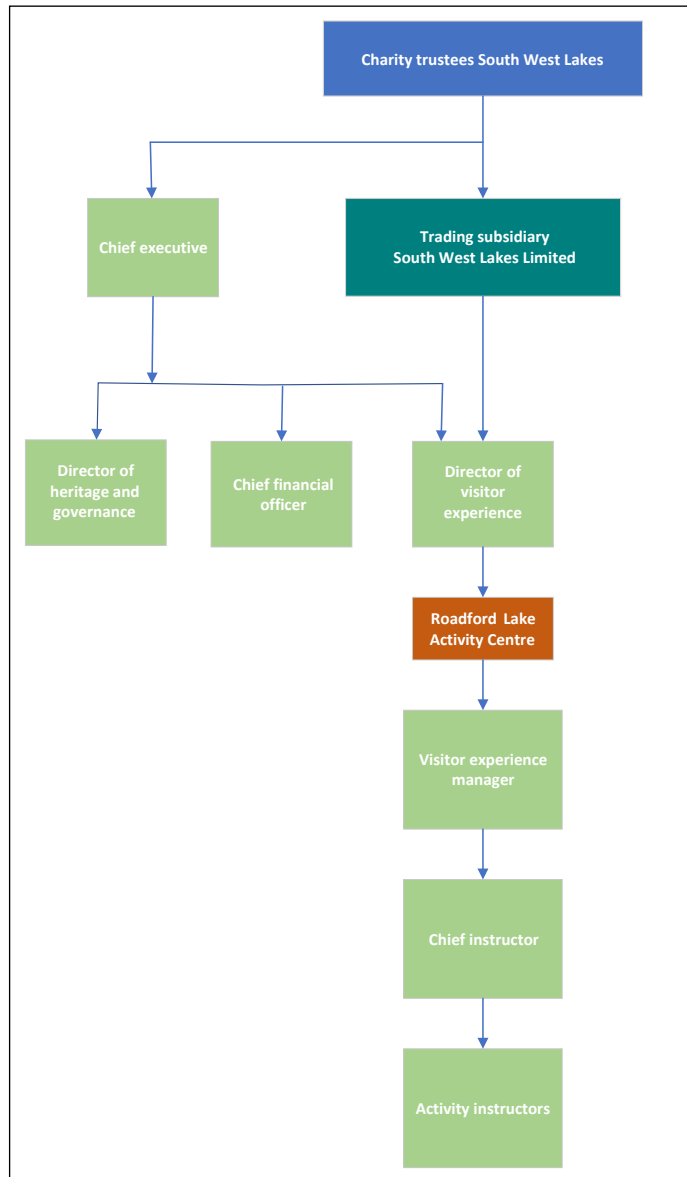 Charity trustees South West Lakes
Chief executive
Trading subsidiary
South West Lakes Limited
Director of
heritage and
governance
Chief financial
officer
Director of
visitor
experience
Roadford Lake
Activity Centre
Visitor experience
manager
Chief instructor
Activity instructors